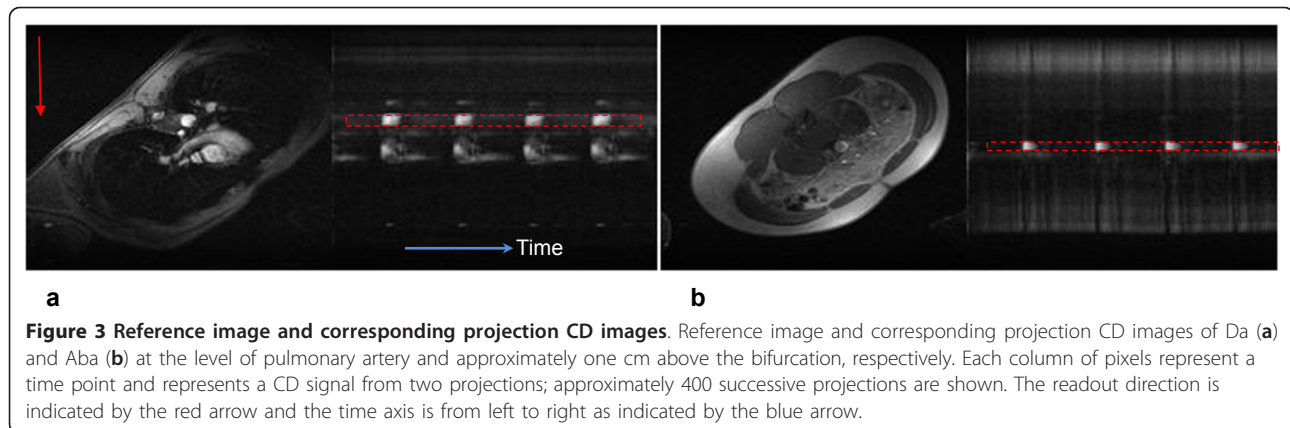 Time
a
b
Figure 3 Reference image and corresponding projection CD images. Reference image and corresponding projection CD images of Da (a)
and Aba (b) at the level of pulmonary artery and approximately one cm above the bifurcation, respectively. Each column of pixels represent a
time point and represents a CD signal from two projections; approximately 400 successive projections are shown. The readout direction is
indicated by the red arrow and the time axis is from left to right as indicated by the blue arrow.